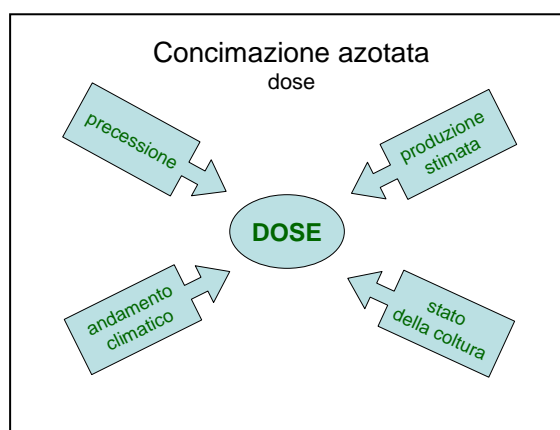 Concimazione azotata
dose
precessione
produzione
stimata
DOSE
andamento
climatico
stato
della coltura